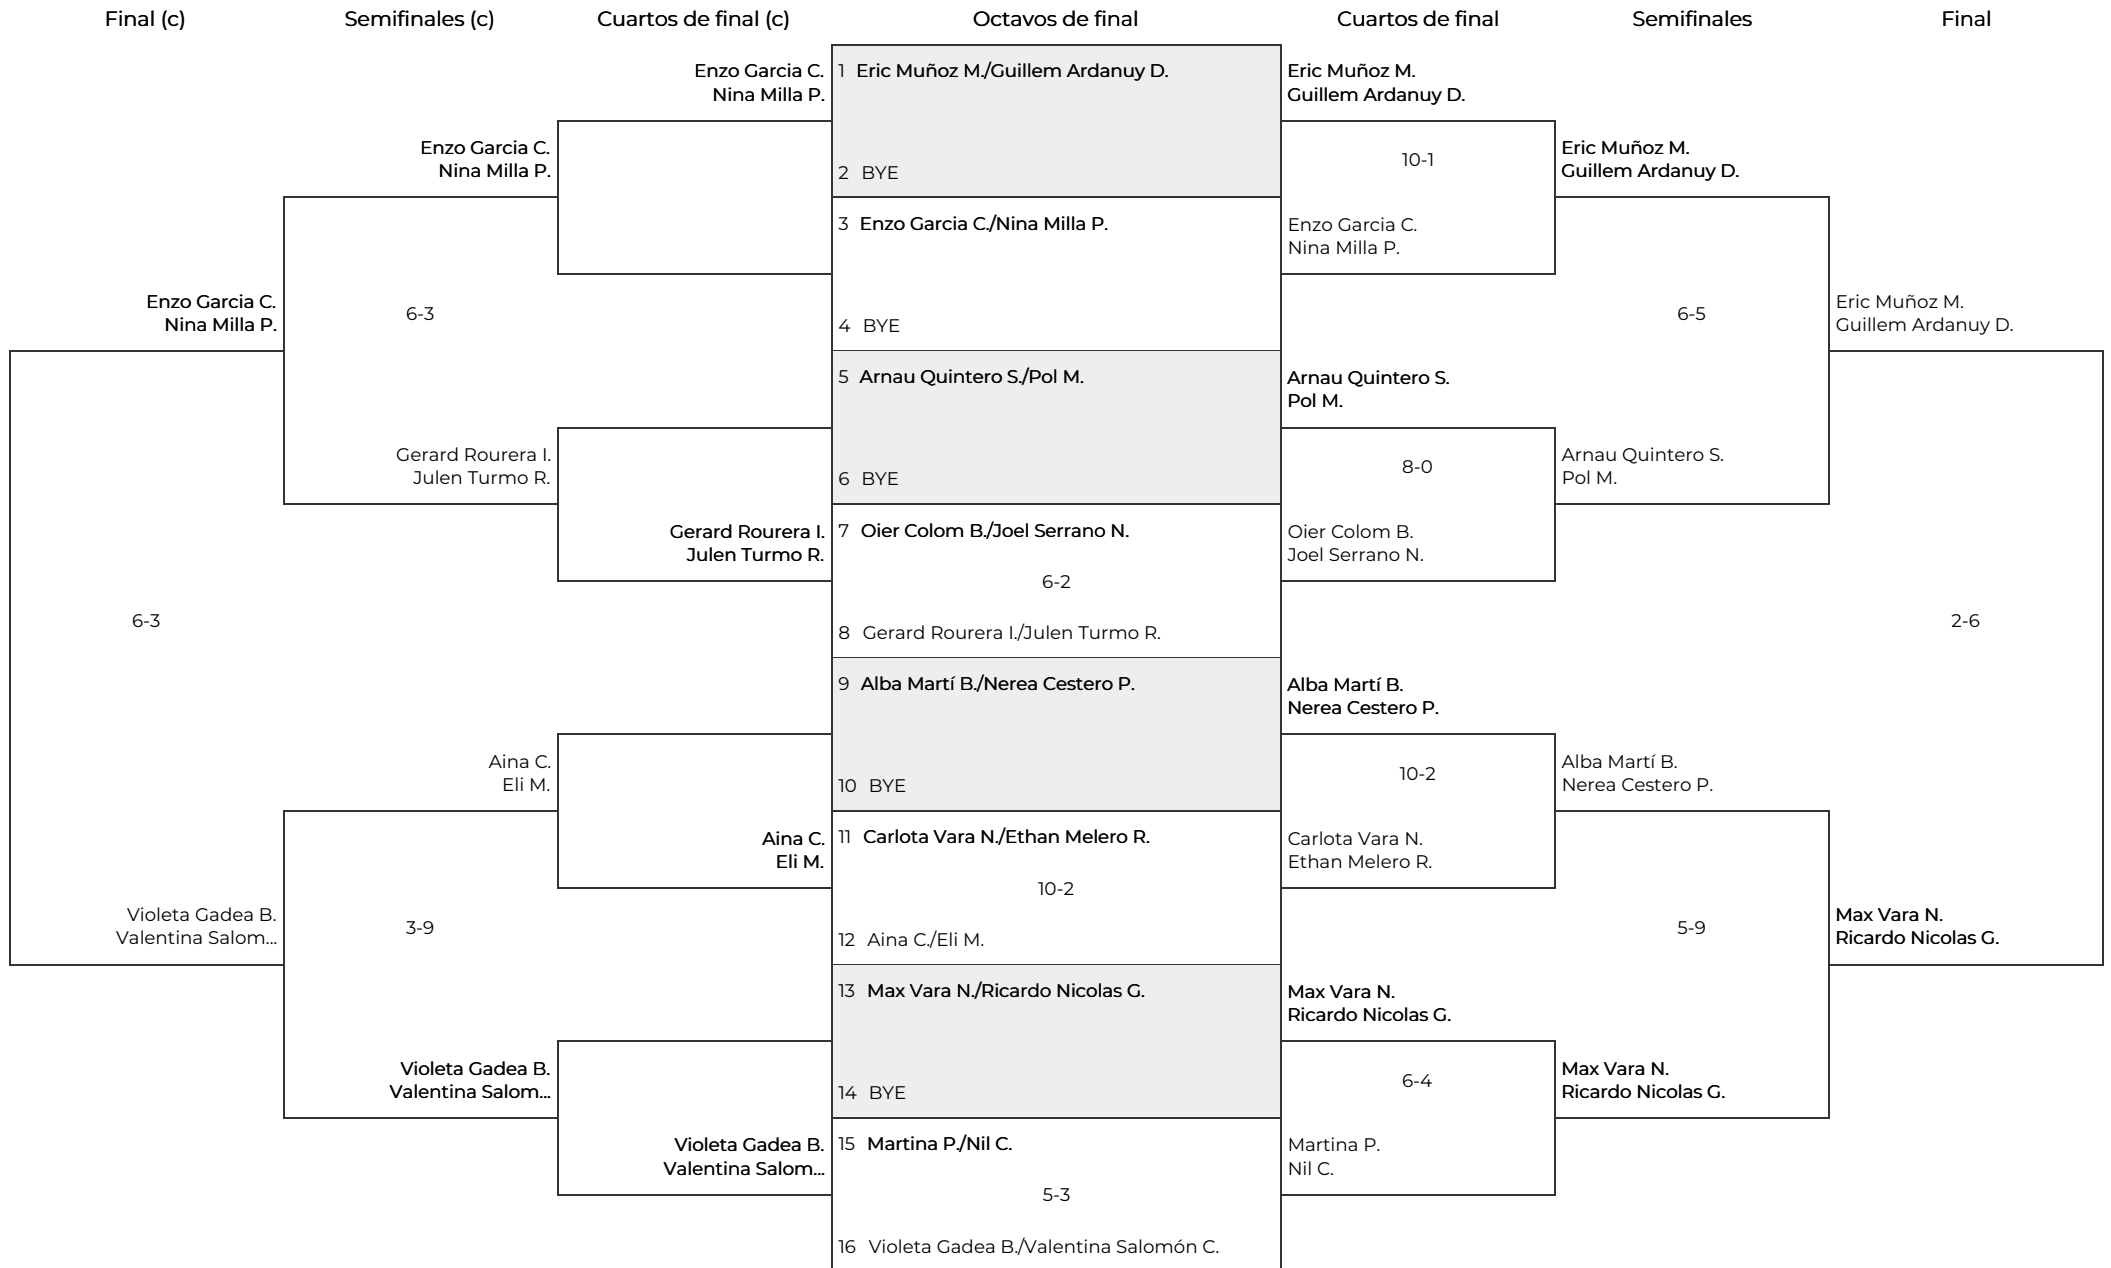 Final (c) Semifinales (c) Cuartos de final (c) Octavos de final Cuartos de final Semifinales Final
Enzo Garcia C.
Nina Milla P.
Enzo Garcia C.
Nina Milla P.
Enzo Garcia C.
Nina Milla P.
6-3
Gerard Rourera I.
Julen Turmo R.
Gerard Rourera I.
Julen Turmo R.
6-3
Aina C.
Eli M.
Aina C.
Eli M.
Violeta Gadea B.
Valentina Salom...
3-9
Violeta Gadea B.
Valentina Salom...
Violeta Gadea B.
Valentina Salom...
1 Eric Muñoz M./Guillem Ardanuy D.
2 BYE
3 Enzo Garcia C./Nina Milla P.
4 BYE
5 Arnau Quintero S./Pol M.
6 BYE
7 Oier Colom B./Joel Serrano N.
6-2
8 Gerard Rourera I./Julen Turmo R.
9 Alba Martí B./Nerea Cestero P.
10 BYE
11 Carlota Vara N./Ethan Melero R.
10-2
12 Aina C./Eli M.
13 Max Vara N./Ricardo Nicolas G.
14 BYE
15 Martina P./Nil C.
5-3
16 Violeta Gadea B./Valentina Salomón C.
Eric Muñoz M.
Guillem Ardanuy D.
10-1
Enzo Garcia C.
Nina Milla P.
Arnau Quintero S.
Pol M.
8-0
Oier Colom B.
Joel Serrano N.
Alba Martí B.
Nerea Cestero P.
10-2
Carlota Vara N.
Ethan Melero R.
Max Vara N.
Ricardo Nicolas G.
6-4
Martina P.
Nil C.
Eric Muñoz M.
Guillem Ardanuy D.
6-5
Arnau Quintero S.
Pol M.
Alba Martí B.
Nerea Cestero P.
5-9
Max Vara N.
Ricardo Nicolas G.
Eric Muñoz M.
Guillem Ardanuy D.
2-6
Max Vara N.
Ricardo Nicolas G.